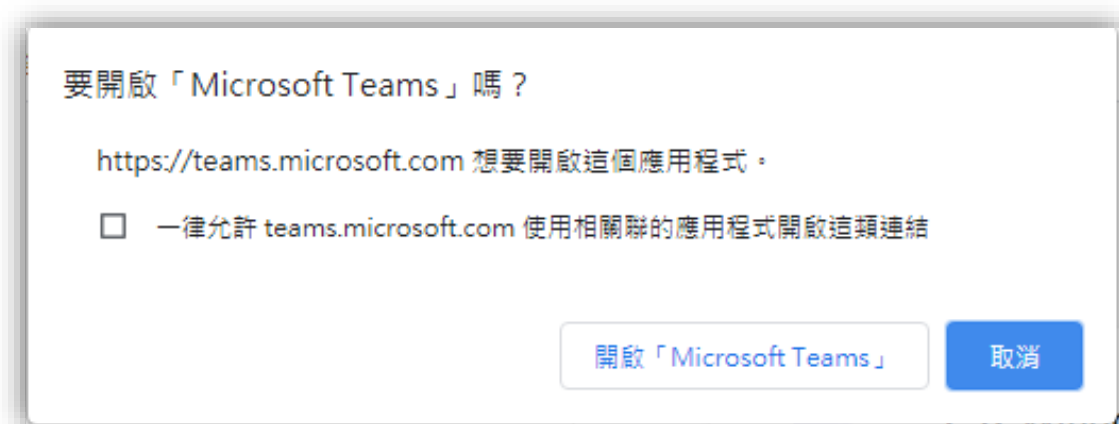 要開啟「Microsoft Teams」嗎？
https://teams.microsoft.com 想要開啟這個應用程式。
一律允許 teams.microsoft.com 使用相關聯的應用程式開啟這類連結
開啟「Microsoft Teams」
取消